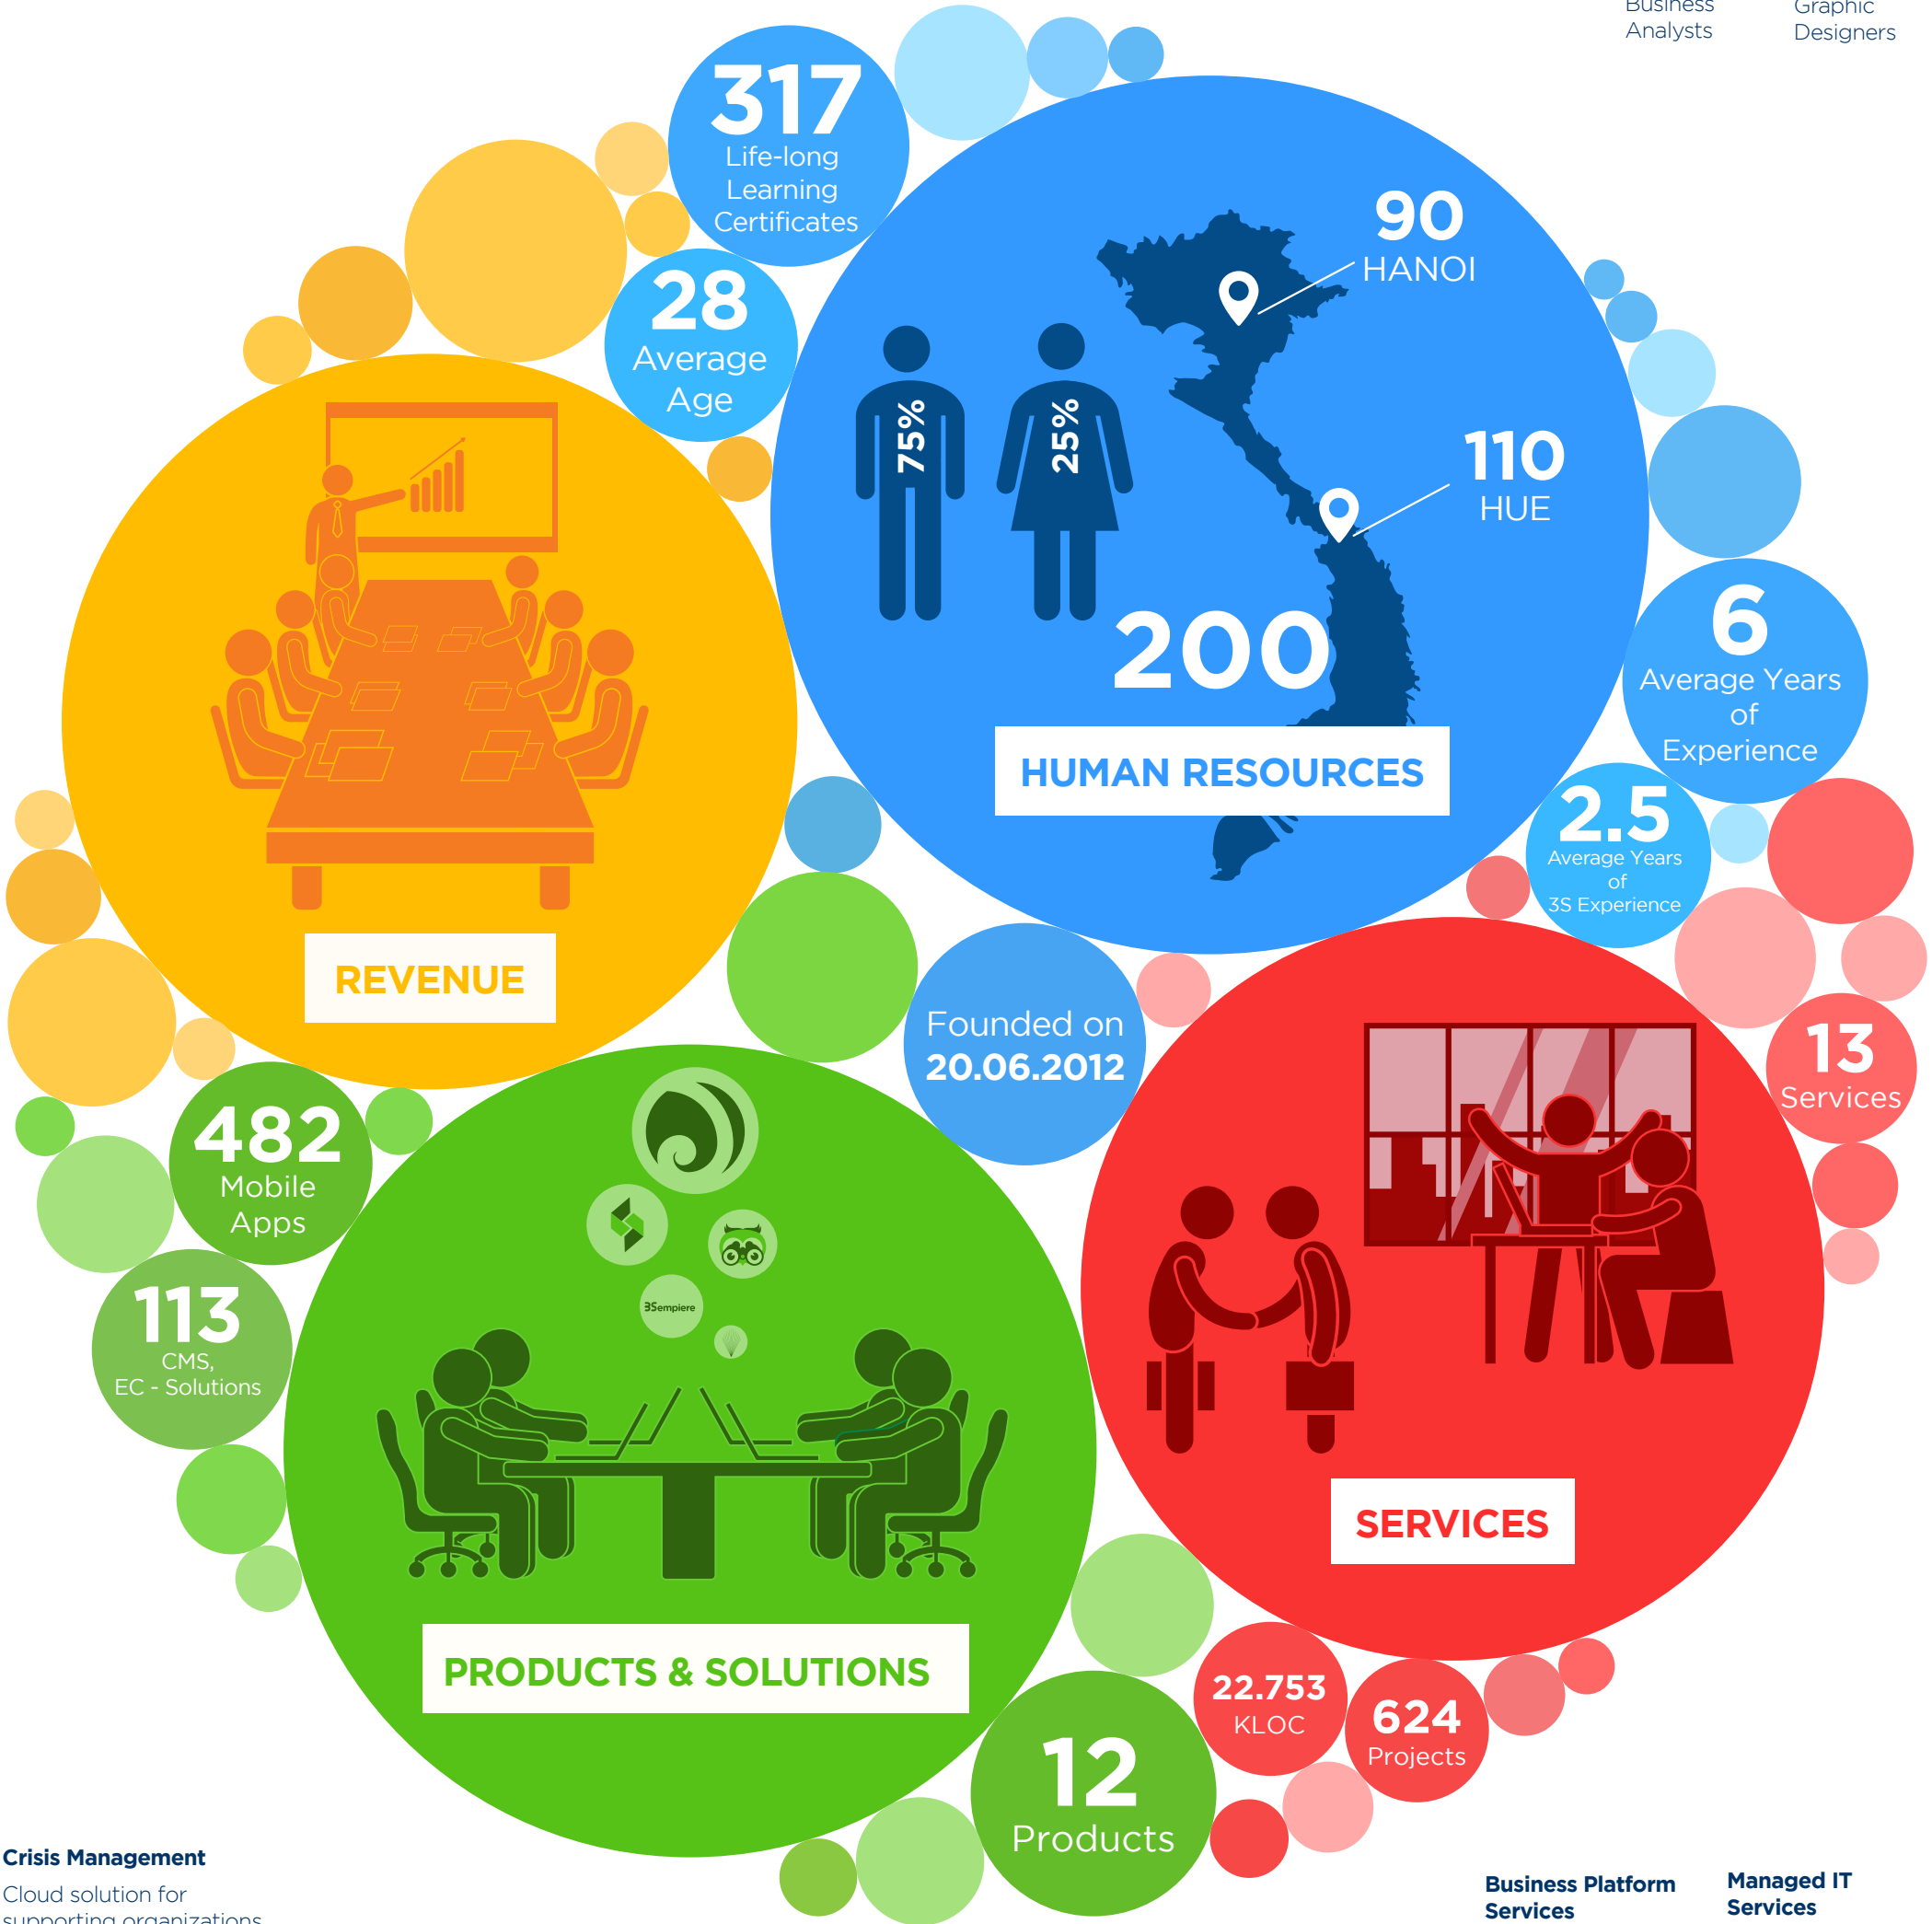 Business
Analysts
Graphic
Designers
317
Life-long
Learning
Certificates
28
Average
Age
90
HANOI
75%
25%
110
HUE
200
HUMAN RESOURCES
6
Average Years
of
Experience
2.5
Average Years
of
3S Experience
REVENUE
Founded on
20.06.2012
13
Services
482
Mobile
Apps
113
CMS,
EC - Solutions
3Sempiere
SERVICES
PRODUCTS & SOLUTIONS
22.753
KLOC
624
Projects
12
Products
Crisis Management
Cloud solution for
supporting organizations
Business Platform
Services
Managed IT
Services